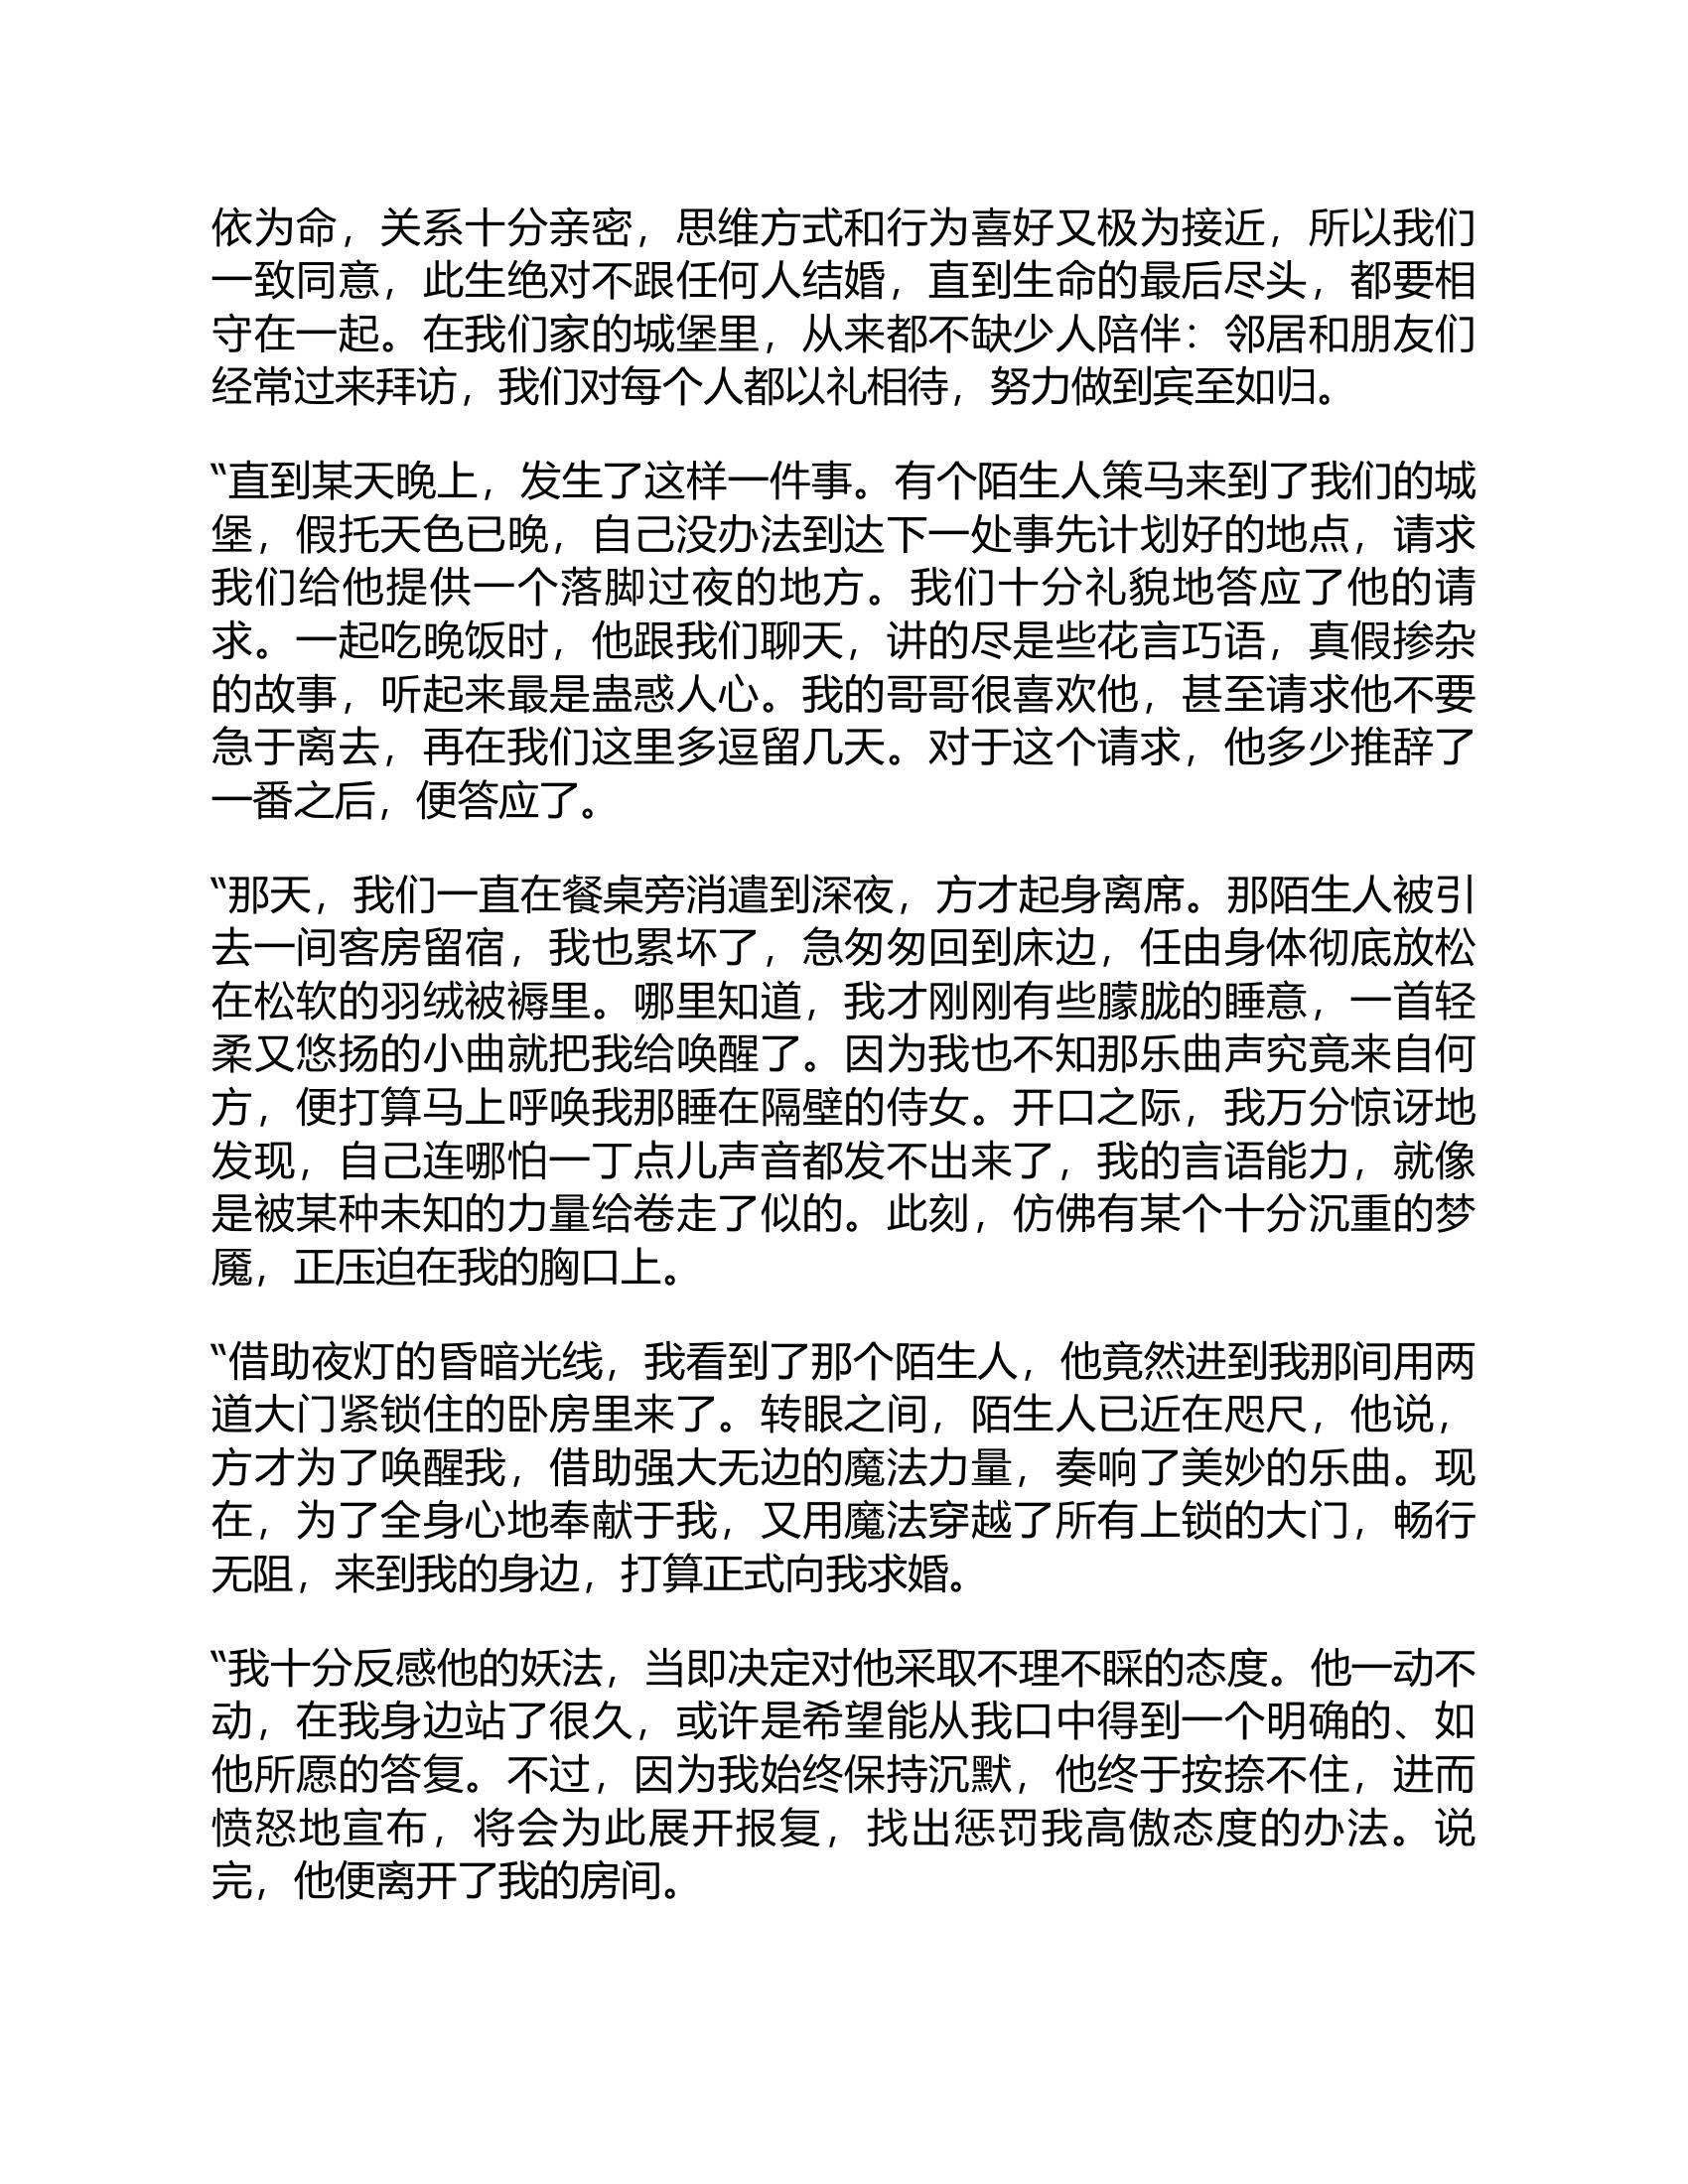 依为命，关系十分亲密，思维方式和行为喜好又极为接近，所以我们
一致同意，此生绝对不跟任何人结婚，直到生命的最后尽头，都要相
守在一起。在我们家的城堡里，从来都不缺少人陪伴：邻居和朋友们
经常过来拜访，我们对每个人都以礼相待，努力做到宾至如归。
“直到某天晚上，发生了这样一件事。有个陌生人策马来到了我们的城
堡，假托天色已晚，自己没办法到达下一处事先计划好的地点，请求
我们给他提供一个落脚过夜的地方。我们十分礼貌地答应了他的请
求。一起吃晚饭时，他跟我们聊天，讲的尽是些花言巧语，真假掺杂
的故事，听起来最是蛊惑人心。我的哥哥很喜欢他，甚至请求他不要
急于离去，再在我们这里多逗留几天。对于这个请求，他多少推辞了
一番之后，便答应了。
“那天，我们一直在餐桌旁消遣到深夜，方才起身离席。那陌生人被引
去一间客房留宿，我也累坏了，急匆匆回到床边，任由身体彻底放松
在松软的羽绒被褥里。哪里知道，我才刚刚有些朦胧的睡意，一首轻
柔又悠扬的小曲就把我给唤醒了。因为我也不知那乐曲声究竟来自何
方，便打算马上呼唤我那睡在隔壁的侍女。开口之际，我万分惊讶地
发现，自己连哪怕一丁点儿声音都发不出来了，我的言语能力，就像
是被某种未知的力量给卷走了似的。此刻，仿佛有某个十分沉重的梦
魇，正压迫在我的胸口上。
“借助夜灯的昏暗光线，我看到了那个陌生人，他竟然进到我那间用两
道大门紧锁住的卧房里来了。转眼之间，陌生人已近在咫尺，他说，
方才为了唤醒我，借助强大无边的魔法力量，奏响了美妙的乐曲。现
在，为了全身心地奉献于我，又用魔法穿越了所有上锁的大门，畅行
无阻，来到我的身边，打算正式向我求婚。
“我十分反感他的妖法，当即决定对他采取不理不睬的态度。他一动不
动，在我身边站了很久，或许是希望能从我口中得到一个明确的、如
他所愿的答复。不过，因为我始终保持沉默，他终于按捺不住，进而
愤怒地宣布，将会为此展开报复，找出惩罚我高傲态度的办法。说
完，他便离开了我的房间。